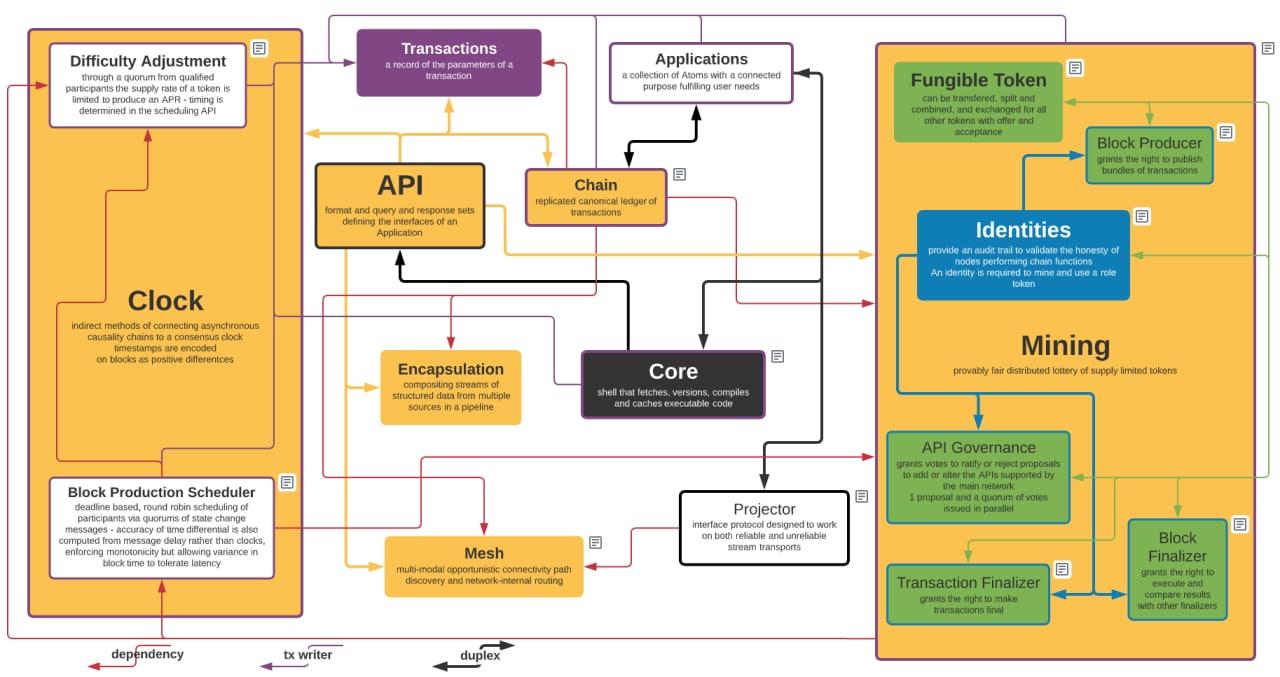 Difficulty Adjustment
through a quorum from qualified
participants the supply rate of a token is
limited to produce an APR - timing is
determined in the scheduling API
Clock
indirect methods of connecting asynchronous
causality chains to a consensus clock
timestamps are encoded
on blocks as positive differentces
Block Production Scheduler
deadline based, round robin scheduling of
participants via quorums of state change
messages - accuracy of time differential is also
computed from message delay rather than clocks,
enforcing monotonicity but allowing variance in
block time to tolerate latency
Transactions
a record of the parameters of a
transaction
Applications
a collection of Atoms with a connected
purpose fulfilling user needs
API
format and query and response sets
defining the interfaces of an
Application
Chain
replicated canonical ledger of
transactions
Encapsulation
compositing streams of
structured data from multiple
sources in a pipeline
Core
shell that fetches, versions, compiles
and caches executable code
Projector
interface protocol designed to work
on both reliable and unreliable
stream transports
Mesh
multi-modal opportunistic connectivity path
discovery and network-internal routing
Fungible Token
can be transfered, split and
combined, and exchanged for all
other tokens with offer and
acceptance
Block Producer
grants the right to publish
bundles of transactions
Identities
provide an audit trail to validate the honesty of
nodes performing chain functions
An identity is required to mine and use a role
token
Mining
provably fair distributed lottery of supply limited tokens
API Governance
grants votes to ratify or reject proposals
to add or alter the APIs supported by
the main network
1 proposal and a quorum of votes
issued in parallel
Block
Finalizer
grants the right to
execute and
compare results
with other finalizers
Transaction Finalizer
grants the right to make
transactions final
dependency
tx writer
duplex